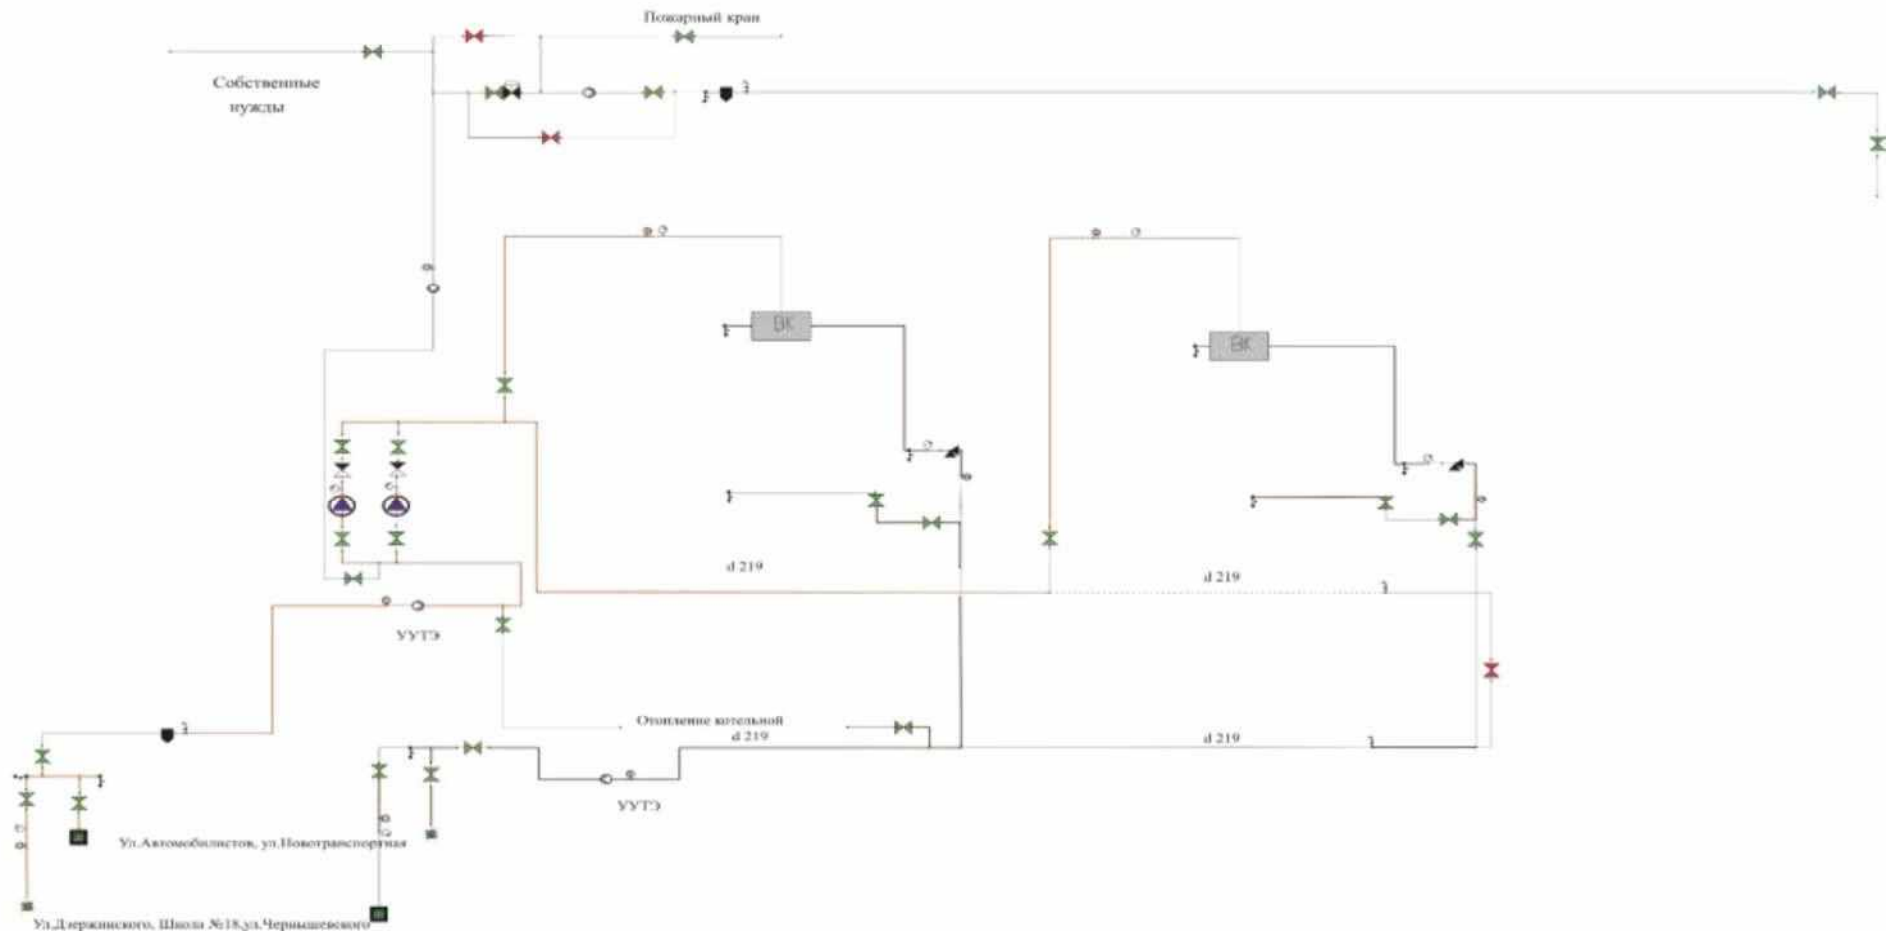 Пожарный кран
Собственные
нужды
ВК
ВК
d 219
d 219
УУТЭ
Отопление котельной
d 219
d 219
УУТЭ
Ул.Автомобилистов, ул.Новотранспортная
Ул.Дзержинского, Школа №18,ул.Чернышевского